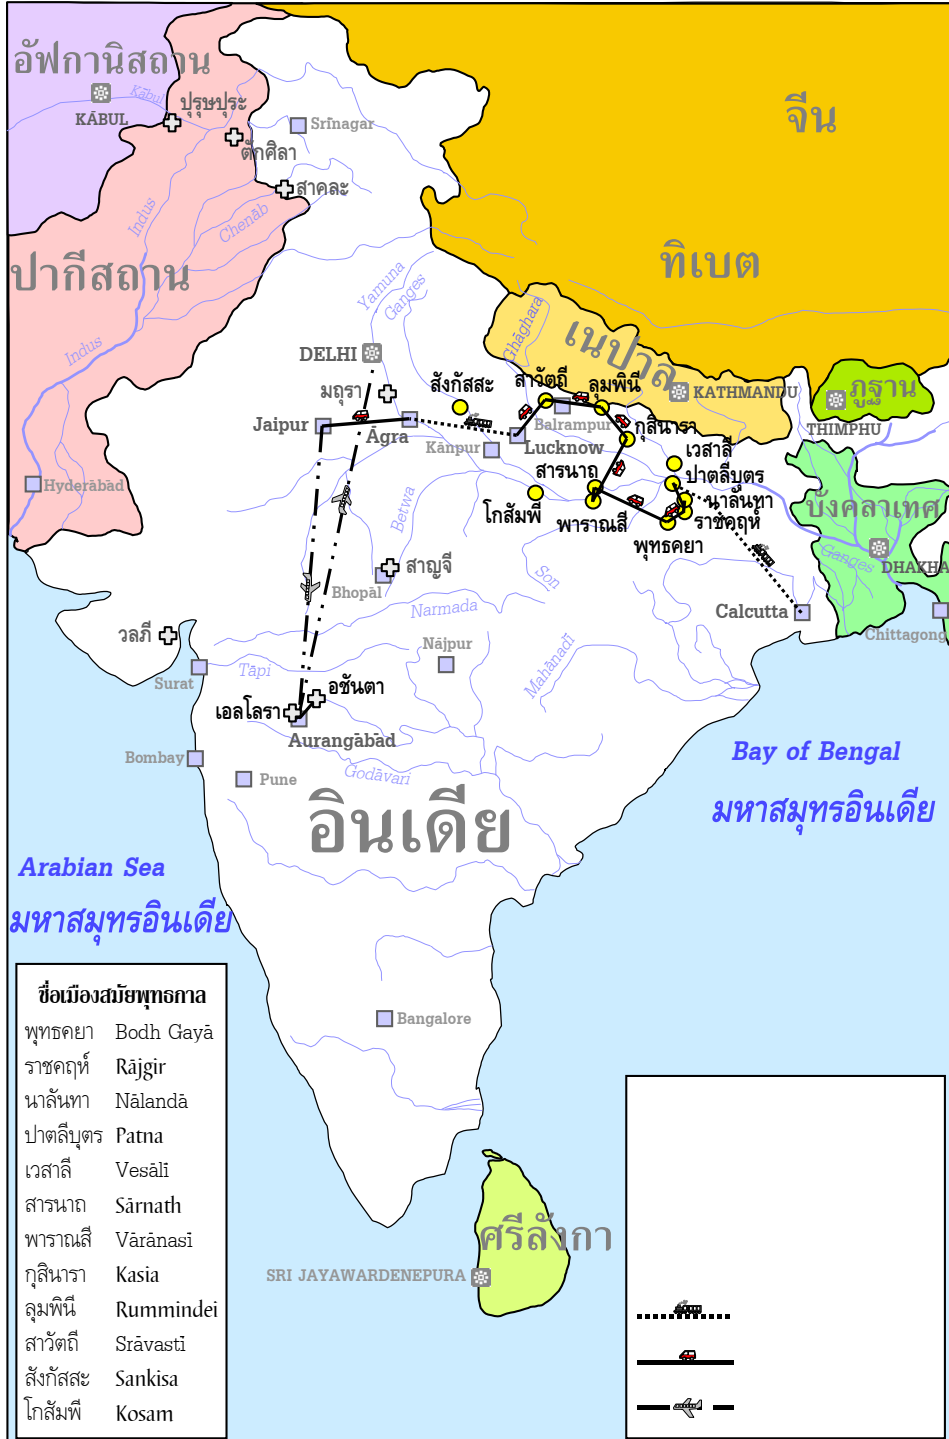 อัฟกานิสถาน
Kābul
KĀBUL
ปุรุษปุระ
ตักศิลา
Srīnagar
สาคละ
จีน
Indus
Chenāb
ปากีสถาน
ทิเบต
Yamuna
Ganges
Ghāghara
Indus
เนปาล
DELHI
มถุรา
สังกัสสะ
สาวัตถี
ลุมพินี
KATHMANDU
ภูฐาน
THIMPHU
Jaipur
Āgra
Balrampur
กุสินารา
Kānpur
Lucknow
เวสาลี
สารนาถ
ปาตลีบุตร
Hyderābād
Betwa
โกสัมพี
พาราณสี
นาลันทา
ราชคฤห์
พุทธคยา
บังคลาเทศ
Ganges
DHAKHA
สาญจี
Bhopāl
Son
Narmada
Calcutta
Chittagong
วลภี
Nājpur
Mahānadī
Surat
Tāpi
อชันตา
เอลโลรา
Aurangābād
Bombay
Pune
Godāvari
Bay of Bengal
มหาสมุทรอินเดีย
อินเดีย
Arabian Sea
มหาสมุทรอินเดีย
Bangalore
ศรีลังกา
SRI JAYAWARDENEPURA
ชื่อเมืองสมัยพุทธกาล
พุทธคยา Bodh Gayā
ราชคฤห์ Rājgir
นาลันทา Nālandā
ปาตลีบุตร Patna
เวสาลี Vesālī
สารนาถ Sārnath
พาราณสี Vārānasī
กุสินารา Kasia
ลุมพินี Rummindei
สาวัตถี Srāvastī
สังกัสสะ Sankisa
โกสัมพี Kosam